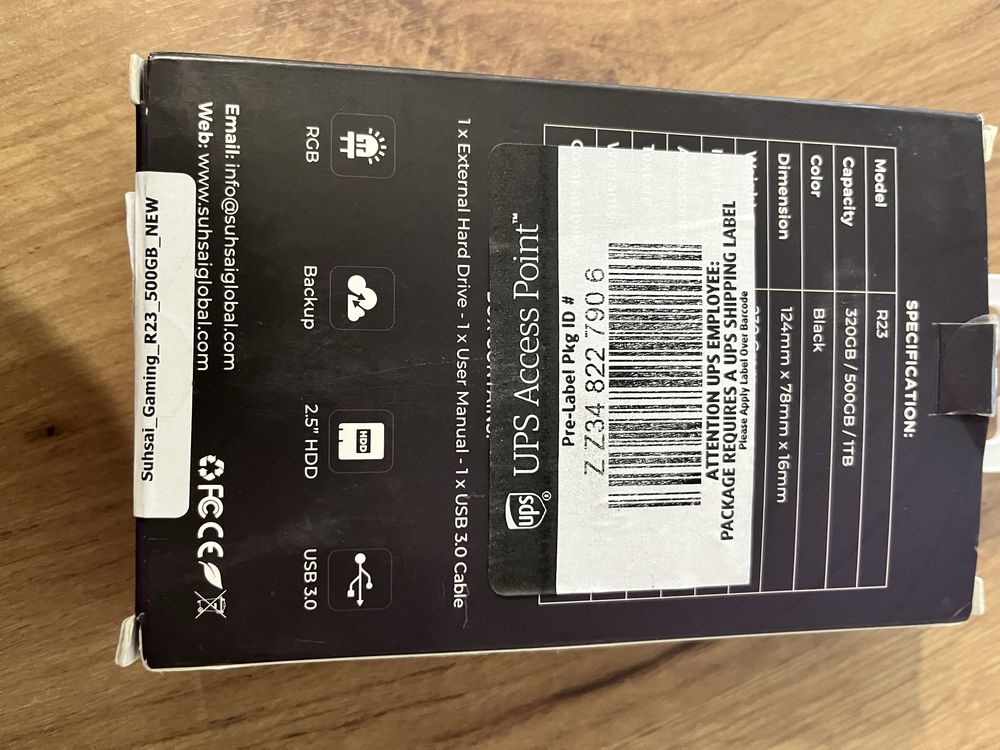 SPECIFICATION:
Model R23
Capacity 320GB / 500GB / 1TB
Color Black
Dimension 124mm x 78mm x 16mm
PACKAGE REQUIRES A UPS SHIPPING LABEL
Please Apply Label Over Barcode
ATTENTION UPS EMPLOYEE:
Z Z34 822 790 6
Pre-Label Pkg ID #
ups® UPS Access Point™
1 x External Hard Drive - 1 x User Manual - 1 x USB 3.0 Cable
HDD
RGB
Backup
2.5" HDD
USB 3.0
Email: info@suhsaiglobal.com
Web: www.suhsaiglobal.com
FC CE
Suhsai_Gaming_R23_500GB_NEW